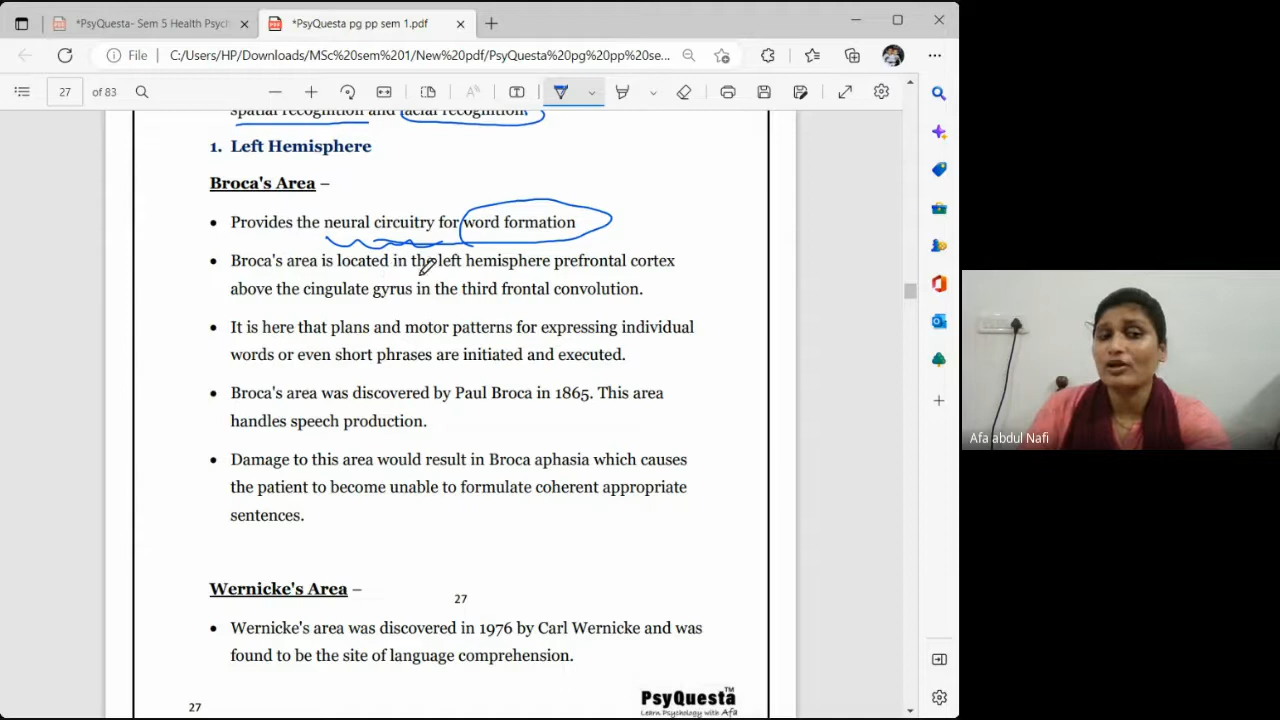 *PsyQuesta- Sem 5 Health Psych
*PsyQuesta pg pp sem 1.pdf
File
C:/Users/HP/Downloads/MSc%20sem%201/New%20pdf/PsyQuesta%20pg%20pp%20se...
27 of 83
spatial recognition and facial recognition.
1. Left Hemisphere
Broca's Area –
• Provides the neural circuitry for word formation
• Broca's area is located in the left hemisphere prefrontal cortex
above the cingulate gyrus in the third frontal convolution.
• It is here that plans and motor patterns for expressing individual
words or even short phrases are initiated and executed.
• Broca's area was discovered by Paul Broca in 1865. This area
handles speech production.
• Damage to this area would result in Broca aphasia which causes
the patient to become unable to formulate coherent appropriate
sentences.
Wernicke's Area –
27
• Wernicke's area was discovered in 1976 by Carl Wernicke and was
found to be the site of language comprehension.
PsyQuesta™
Learn Psychology with Afa
27
Afa abdul Nafi